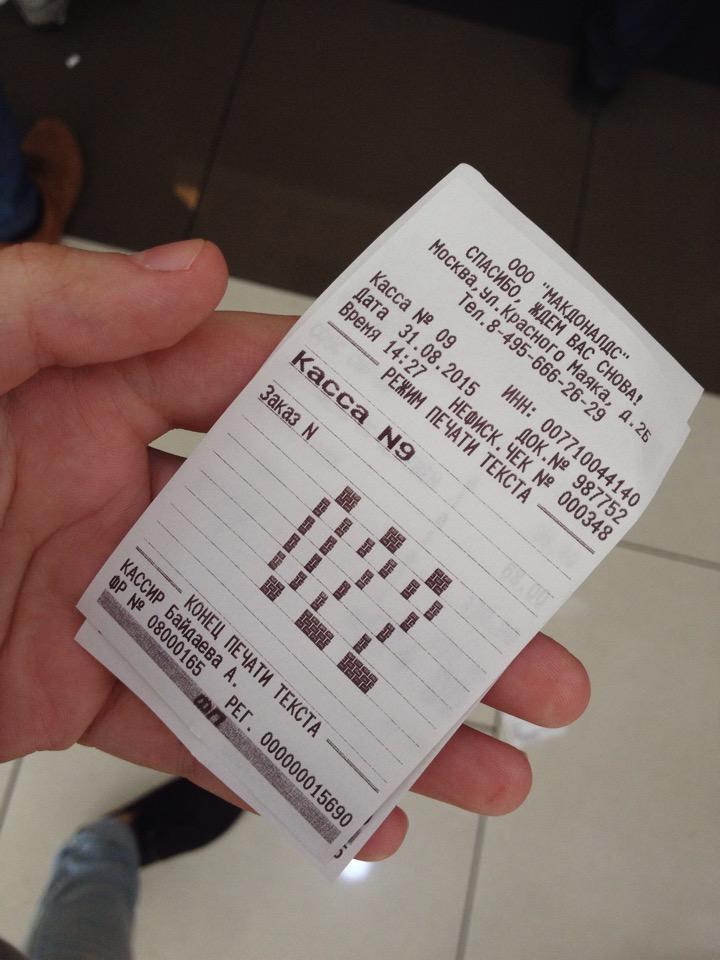 ООО "МАКДОНАЛДС"
СПАСИБО, ЖДЕМ ВАС СНОВА!
Москва,ул.Красного Маяка, д.2Б
Тел.8-495-666-26-29
Касса № 09 ИНН: 007710044140
Дата 31.08.2015 ДОК.№ 987752
Время 14:27 НЕФИСК.ЧЕК № 000348
РЕЖИМ ПЕЧАТИ ТЕКСТА
Касса N9
Заказ N
022
КОНЕЦ ПЕЧАТИ ТЕКСТА
КАССИР Байдаева А.
ФР № 08000165 РЕГ. 000000015690
ФП